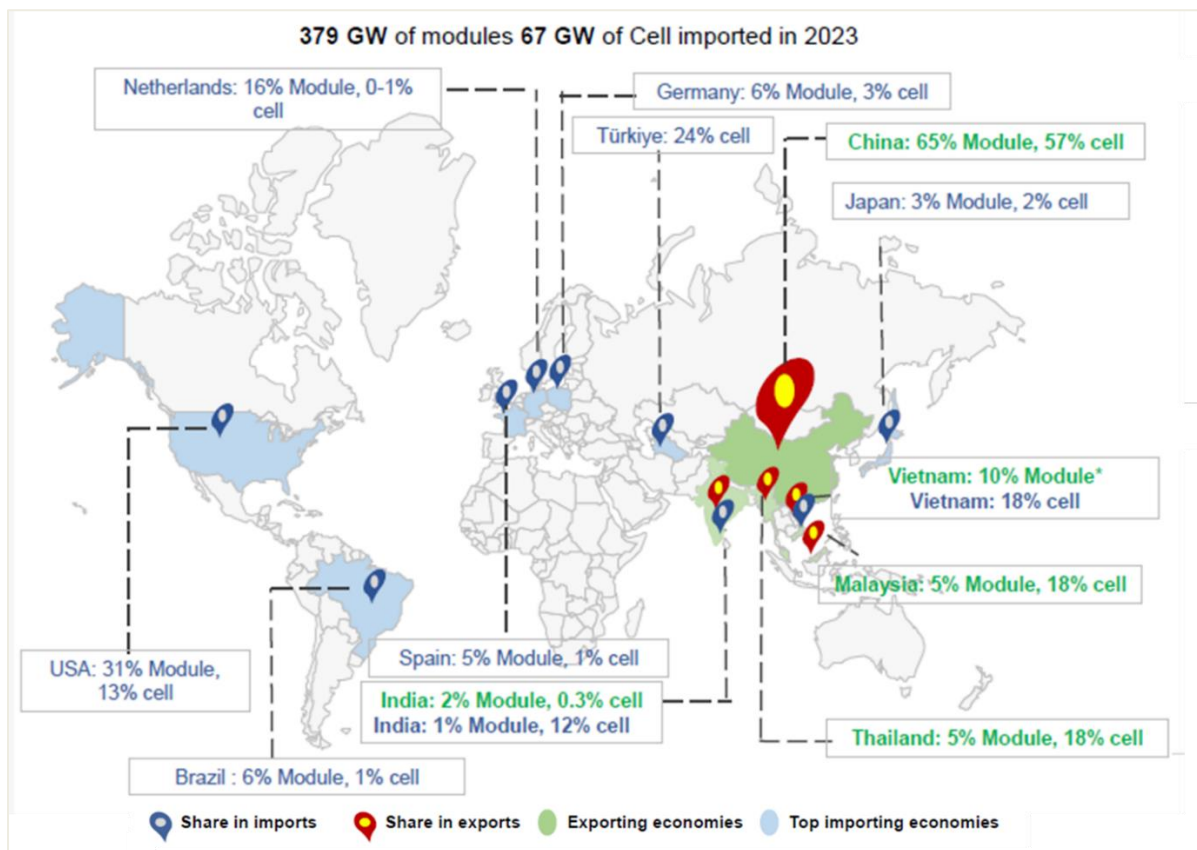 379 GW of modules 67 GW of Cell imported in 2023
Netherlands: 16% Module, 0-1%
cell
Germany: 6% Module, 3% cell
Türkiye: 24% cell
China: 65% Module, 57% cell
Japan: 3% Module, 2% cell
Vietnam: 10% Module*
Vietnam: 18% cell
Malaysia: 5% Module, 18% cell
USA: 31% Module,
13% cell
Spain: 5% Module, 1% cell
India: 2% Module, 0.3% cell
India: 1% Module, 12% cell
Thailand: 5% Module, 18% cell
Brazil : 6% Module, 1% cell
Share in imports
Share in exports
Exporting economies
Top importing economies